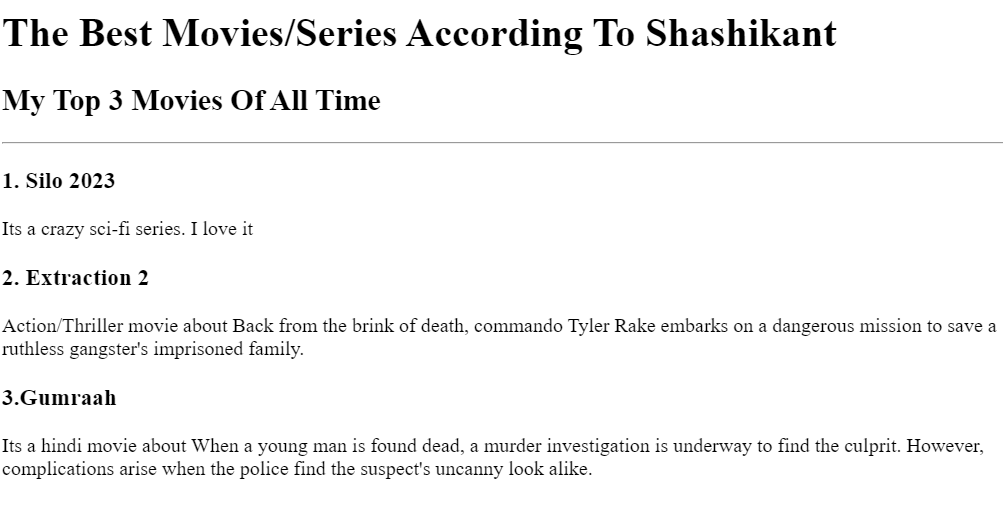 The Best Movies/Series According To Shashikant
My Top 3 Movies Of All Time
1. Silo 2023
Its a crazy sci-fi series. I love it
2. Extraction 2
Action/Thriller movie about Back from the brink of death, commando Tyler Rake embarks on a dangerous mission to save a
ruthless gangster's imprisoned family.
3.Gumraah
Its a hindi movie about When a young man is found dead, a murder investigation is underway to find the culprit. However,
complications arise when the police find the suspect's uncanny look alike.